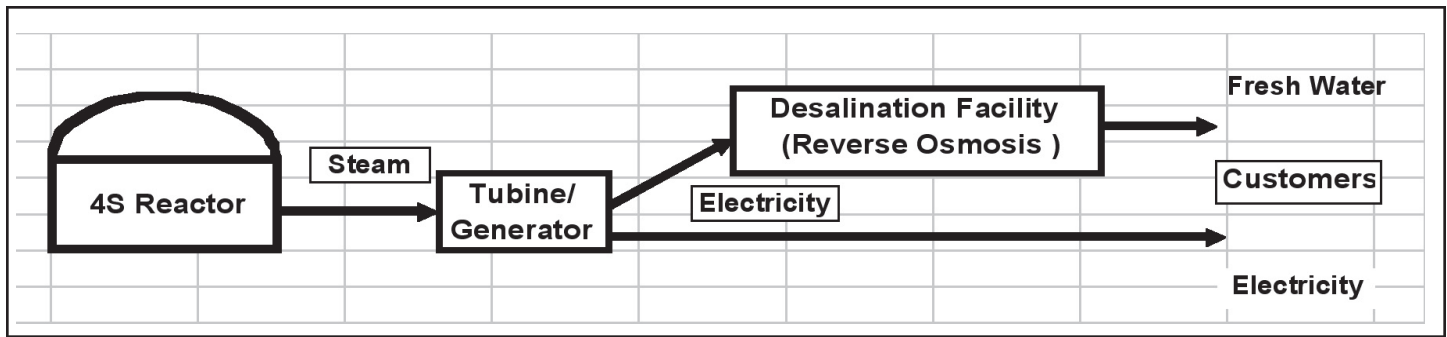 4S Reactor
Steam
Tubine/
Generator
Electricity
Desalination Facility
(Reverse Osmosis )
Fresh Water
Customers
Electricity